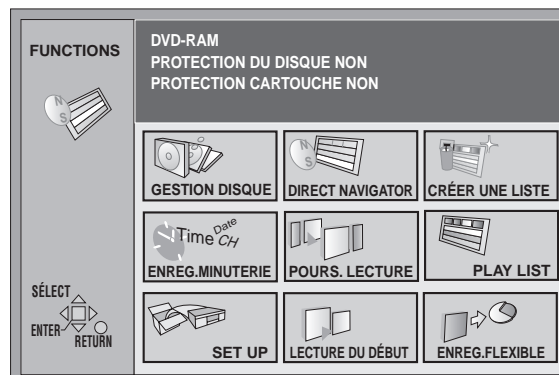 FUNCTIONS
DVD-RAM
PROTECTION DU DISQUE NON
PROTECTION CARTOUCHE NON
N
S
GESTION DISQUE
N
S
DIRECT NAVIGATOR
CRÉER UNE LISTE
Time Date CH
ENREG.MINUTERIE
POURS. LECTURE
PLAY LIST
SET UP
LECTURE DU DÉBUT
ENREG.FLEXIBLE
SÉLECT
ENTER
RETURN